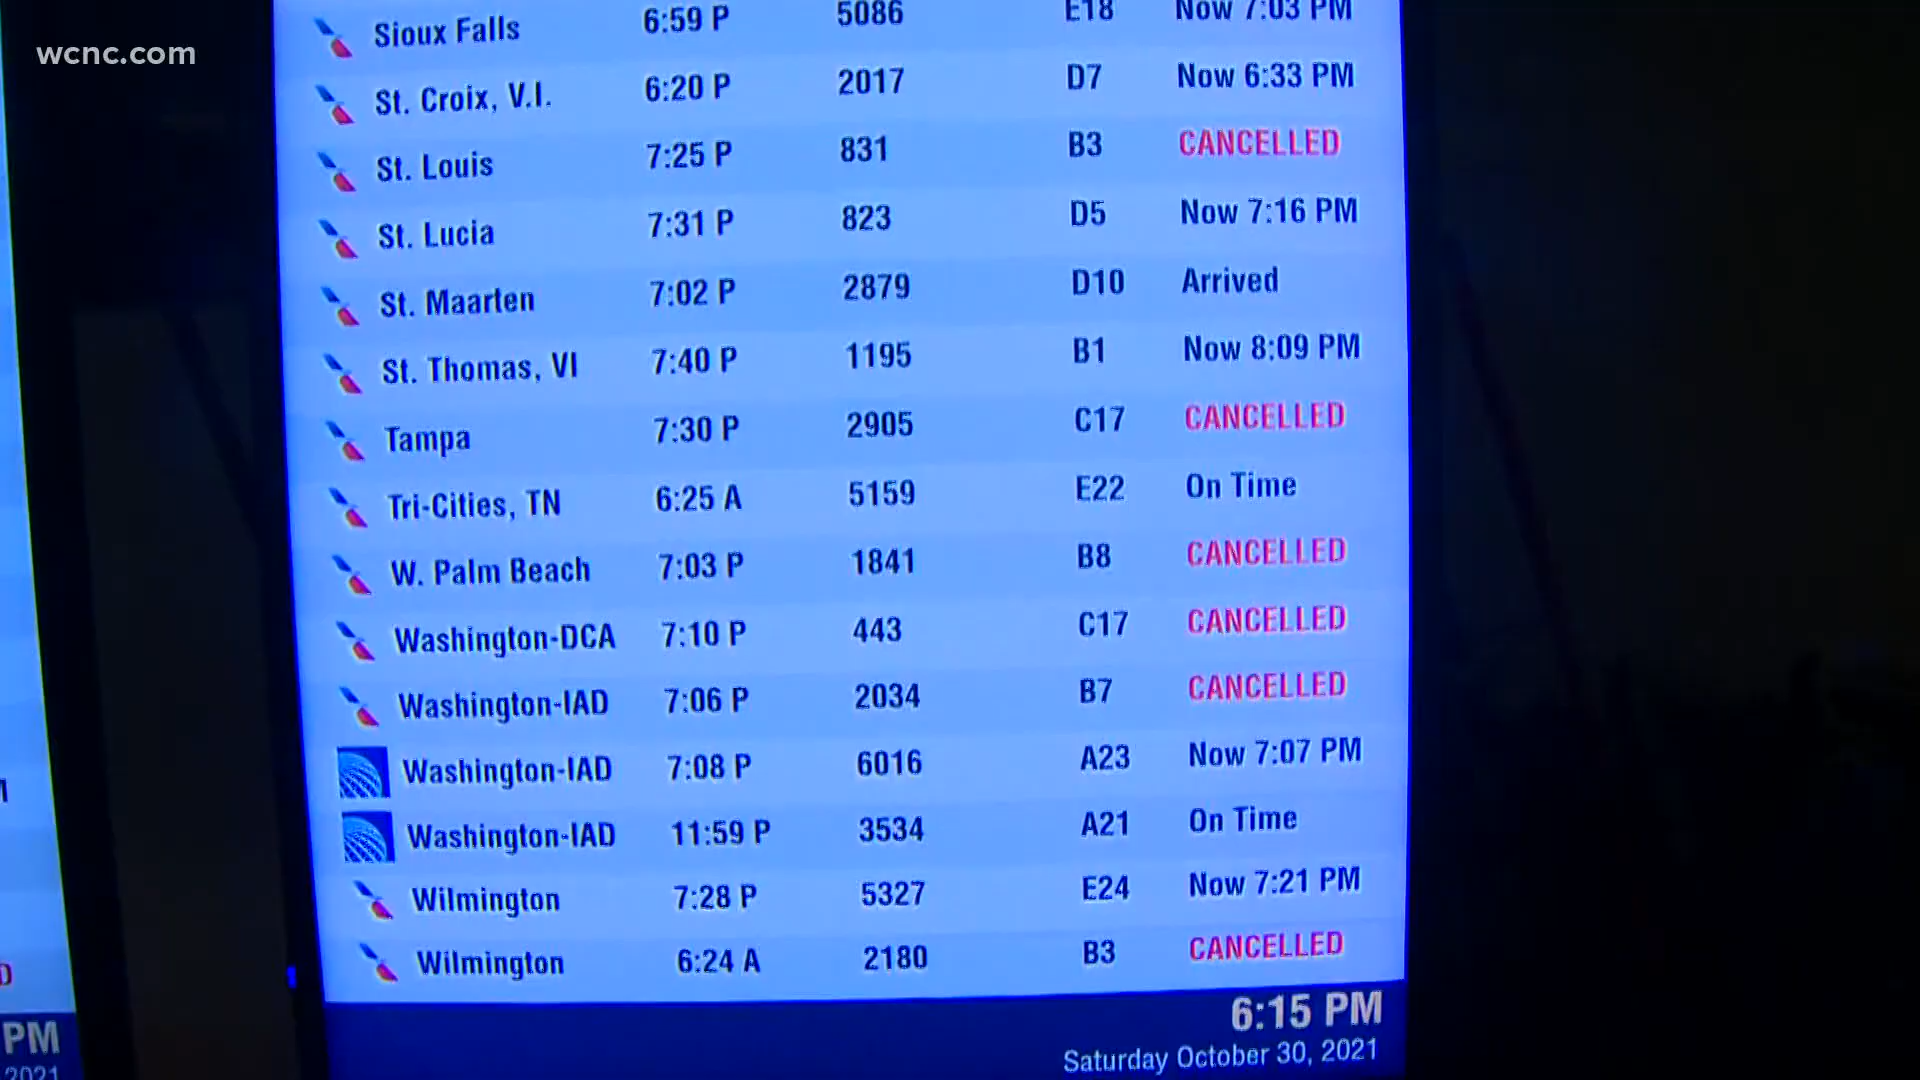 wcnc.com
Sioux Falls 6:59 P 5086 E18 Now 7:03 PM
St. Croix, V.I. 6:20 P 2017 D7 Now 6:33 PM
St. Louis 7:25 P 831 B3 CANCELLED
St. Lucia 7:31 P 823 D5 Now 7:16 PM
St. Maarten 7:02 P 2879 D10 Arrived
St. Thomas, VI 7:40 P 1195 B1 Now 8:09 PM
Tampa 7:30 P 2905 C17 CANCELLED
Tri-Cities, TN 6:25 A 5159 E22 On Time
W. Palm Beach 7:03 P 1841 B8 CANCELLED
Washington-DCA 7:10 P 443 C17 CANCELLED
Washington-IAD 7:06 P 2034 B7 CANCELLED
Washington-IAD 7:08 P 6016 A23 Now 7:07 PM
Washington-IAD 11:59 P 3534 A21 On Time
Wilmington 7:28 P 5327 E24 Now 7:21 PM
Wilmington 6:24 A 2180 B3 CANCELLED
6:15 PM
Saturday October 30, 2021
PM
2021